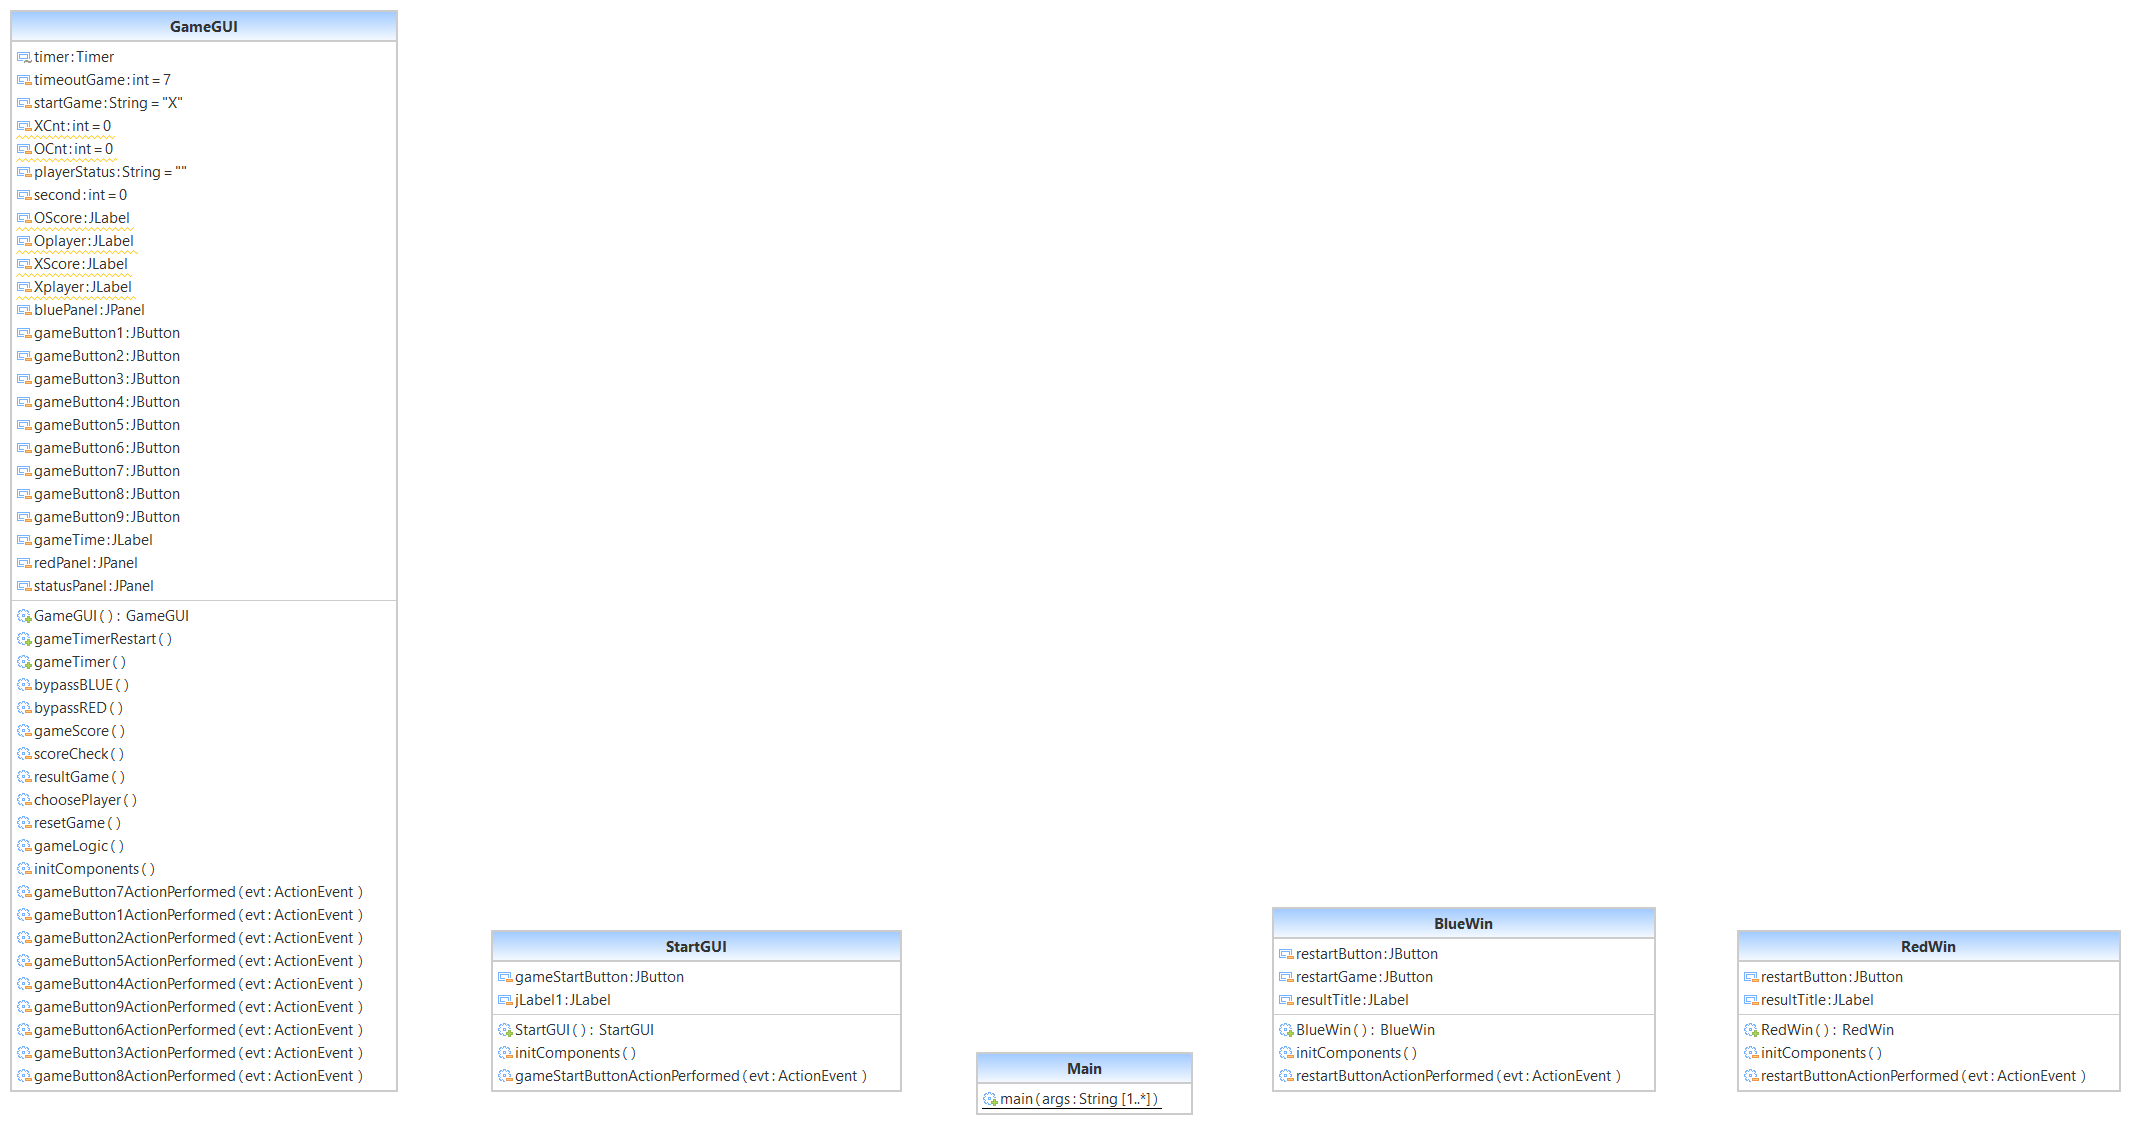 GameGUI
timer:Timer
timeoutGame:int = 7
startGame:String = "X"
XCnt:int = 0
OCnt:int = 0
playerStatus:String = ""
second:int = 0
OScore:JLabel
Oplayer:JLabel
XScore:JLabel
Xplayer:JLabel
bluePanel:JPanel
gameButton1:JButton
gameButton2:JButton
gameButton3:JButton
gameButton4:JButton
gameButton5:JButton
gameButton6:JButton
gameButton7:JButton
gameButton8:JButton
gameButton9:JButton
gameTime:JLabel
redPanel:JPanel
statusPanel:JPanel
GameGUI ( ) : GameGUI
gameTimerRestart ( )
gameTimer ( )
bypassBLUE ( )
bypassRED ( )
gameScore ( )
scoreCheck ( )
resultGame ( )
choosePlayer ( )
resetGame ( )
gameLogic ( )
initComponents ( )
gameButton7ActionPerformed (evt : ActionEvent )
gameButton1ActionPerformed (evt : ActionEvent )
gameButton2ActionPerformed (evt : ActionEvent )
gameButton5ActionPerformed (evt : ActionEvent )
gameButton4ActionPerformed (evt : ActionEvent )
gameButton9ActionPerformed (evt : ActionEvent )
gameButton6ActionPerformed (evt : ActionEvent )
gameButton3ActionPerformed (evt : ActionEvent )
gameButton8ActionPerformed (evt : ActionEvent )
StartGUI
gameStartButton:JButton
jLabel1:JLabel
StartGUI ( ) : StartGUI
initComponents ( )
gameStartButtonActionPerformed (evt : ActionEvent )
Main
main (args : String [1..*] )
BlueWin
restartButton:JButton
restartGame:JButton
resultTitle:JLabel
BlueWin ( ) : BlueWin
initComponents ( )
restartButtonActionPerformed (evt : ActionEvent )
RedWin
restartButton:JButton
resultTitle:JLabel
RedWin ( ) : RedWin
initComponents ( )
restartButtonActionPerformed (evt : ActionEvent )